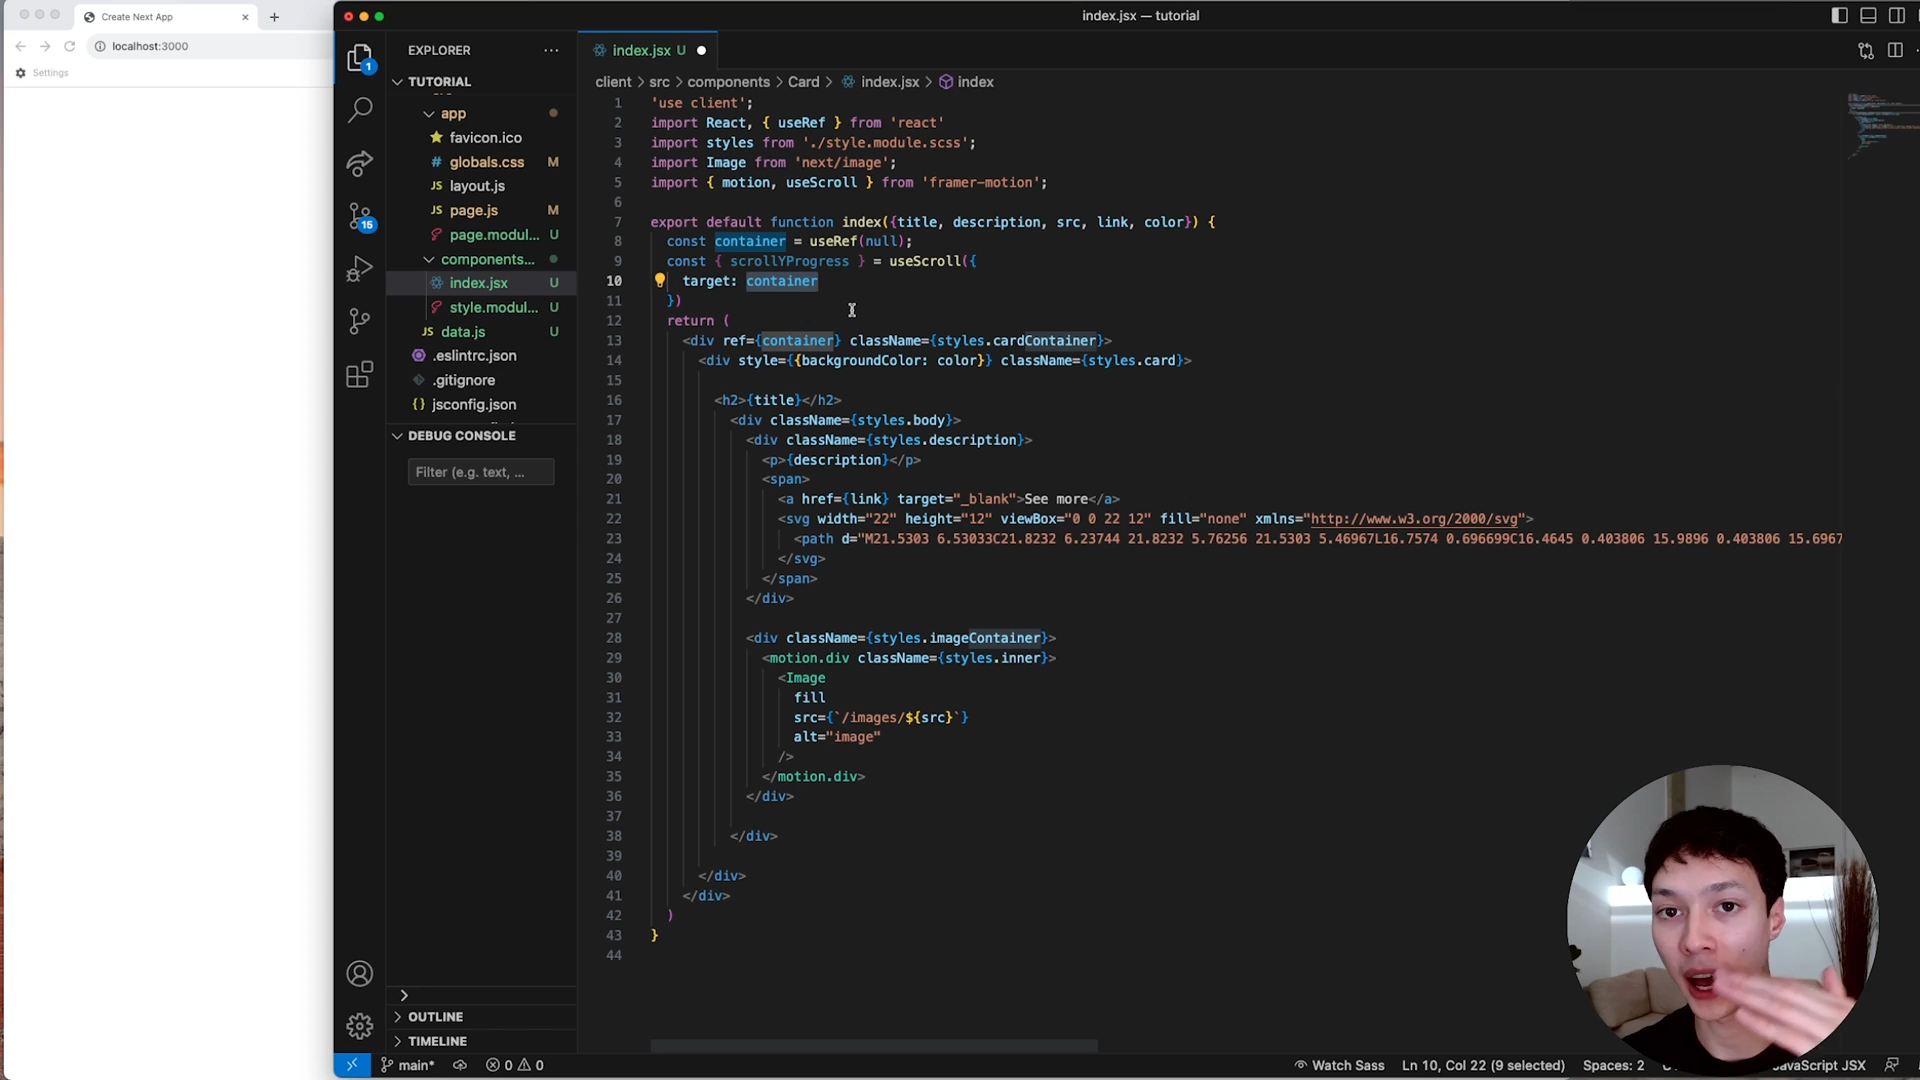 Create Next App
localhost:3000
Settings
index.jsx — tutorial
EXPLORER
TUTORIAL
app
favicon.ico
globals.css M
layout.js
page.js M
page.modul... U
components...
index.jsx U
style.modul... U
data.js U
.eslintrc.json
.gitignore
jsconfig.json
DEBUG CONSOLE
Filter (e.g. text, ...
OUTLINE
TIMELINE
1
15
index.jsx U
client > src > components > Card > index.jsx > index
1 'use client';
2 import React, { useRef } from 'react'
3 import styles from './style.module.scss';
4 import Image from 'next/image';
5 import { motion, useScroll } from 'framer-motion';
6
7 export default function index({title, description, src, link, color}) {
8 const container = useRef(null);
9 const { scrollYProgress } = useScroll({
10 target: container
11 })
12 return (
13 <div ref={container} className={styles.cardContainer}>
14 <div style={{backgroundColor: color}} className={styles.card}>
15
16 <h2>{title}</h2>
17 <div className={styles.body}>
18 <div className={styles.description}>
19 <p>{description}</p>
20 <span>
21 <a href={link} target="_blank">See more</a>
22 <svg width="22" height="12" viewBox="0 0 22 12" fill="none" xmlns="http://www.w3.org/2000/svg">
23 <path d="M21.5303 6.53033C21.8232 6.23744 21.8232 5.76256 21.5303 5.46967L16.7574 0.696699C16.4645 0.403806 15.9896 0.403806 15.6967
24 </svg>
25 </span>
26 </div>
27
28 <div className={styles.imageContainer}>
29 <motion.div className={styles.inner}>
30 <Image
31 fill
32 src={`/images/${src}`}
33 alt="image"
34 />
35 </motion.div>
36 </div>
37
38 </div>
39
40 </div>
41 </div>
42 )
43 }
44
main* 0 0
Watch Sass Ln 10, Col 22 (9 selected) Spaces: 2 JavaScript JSX